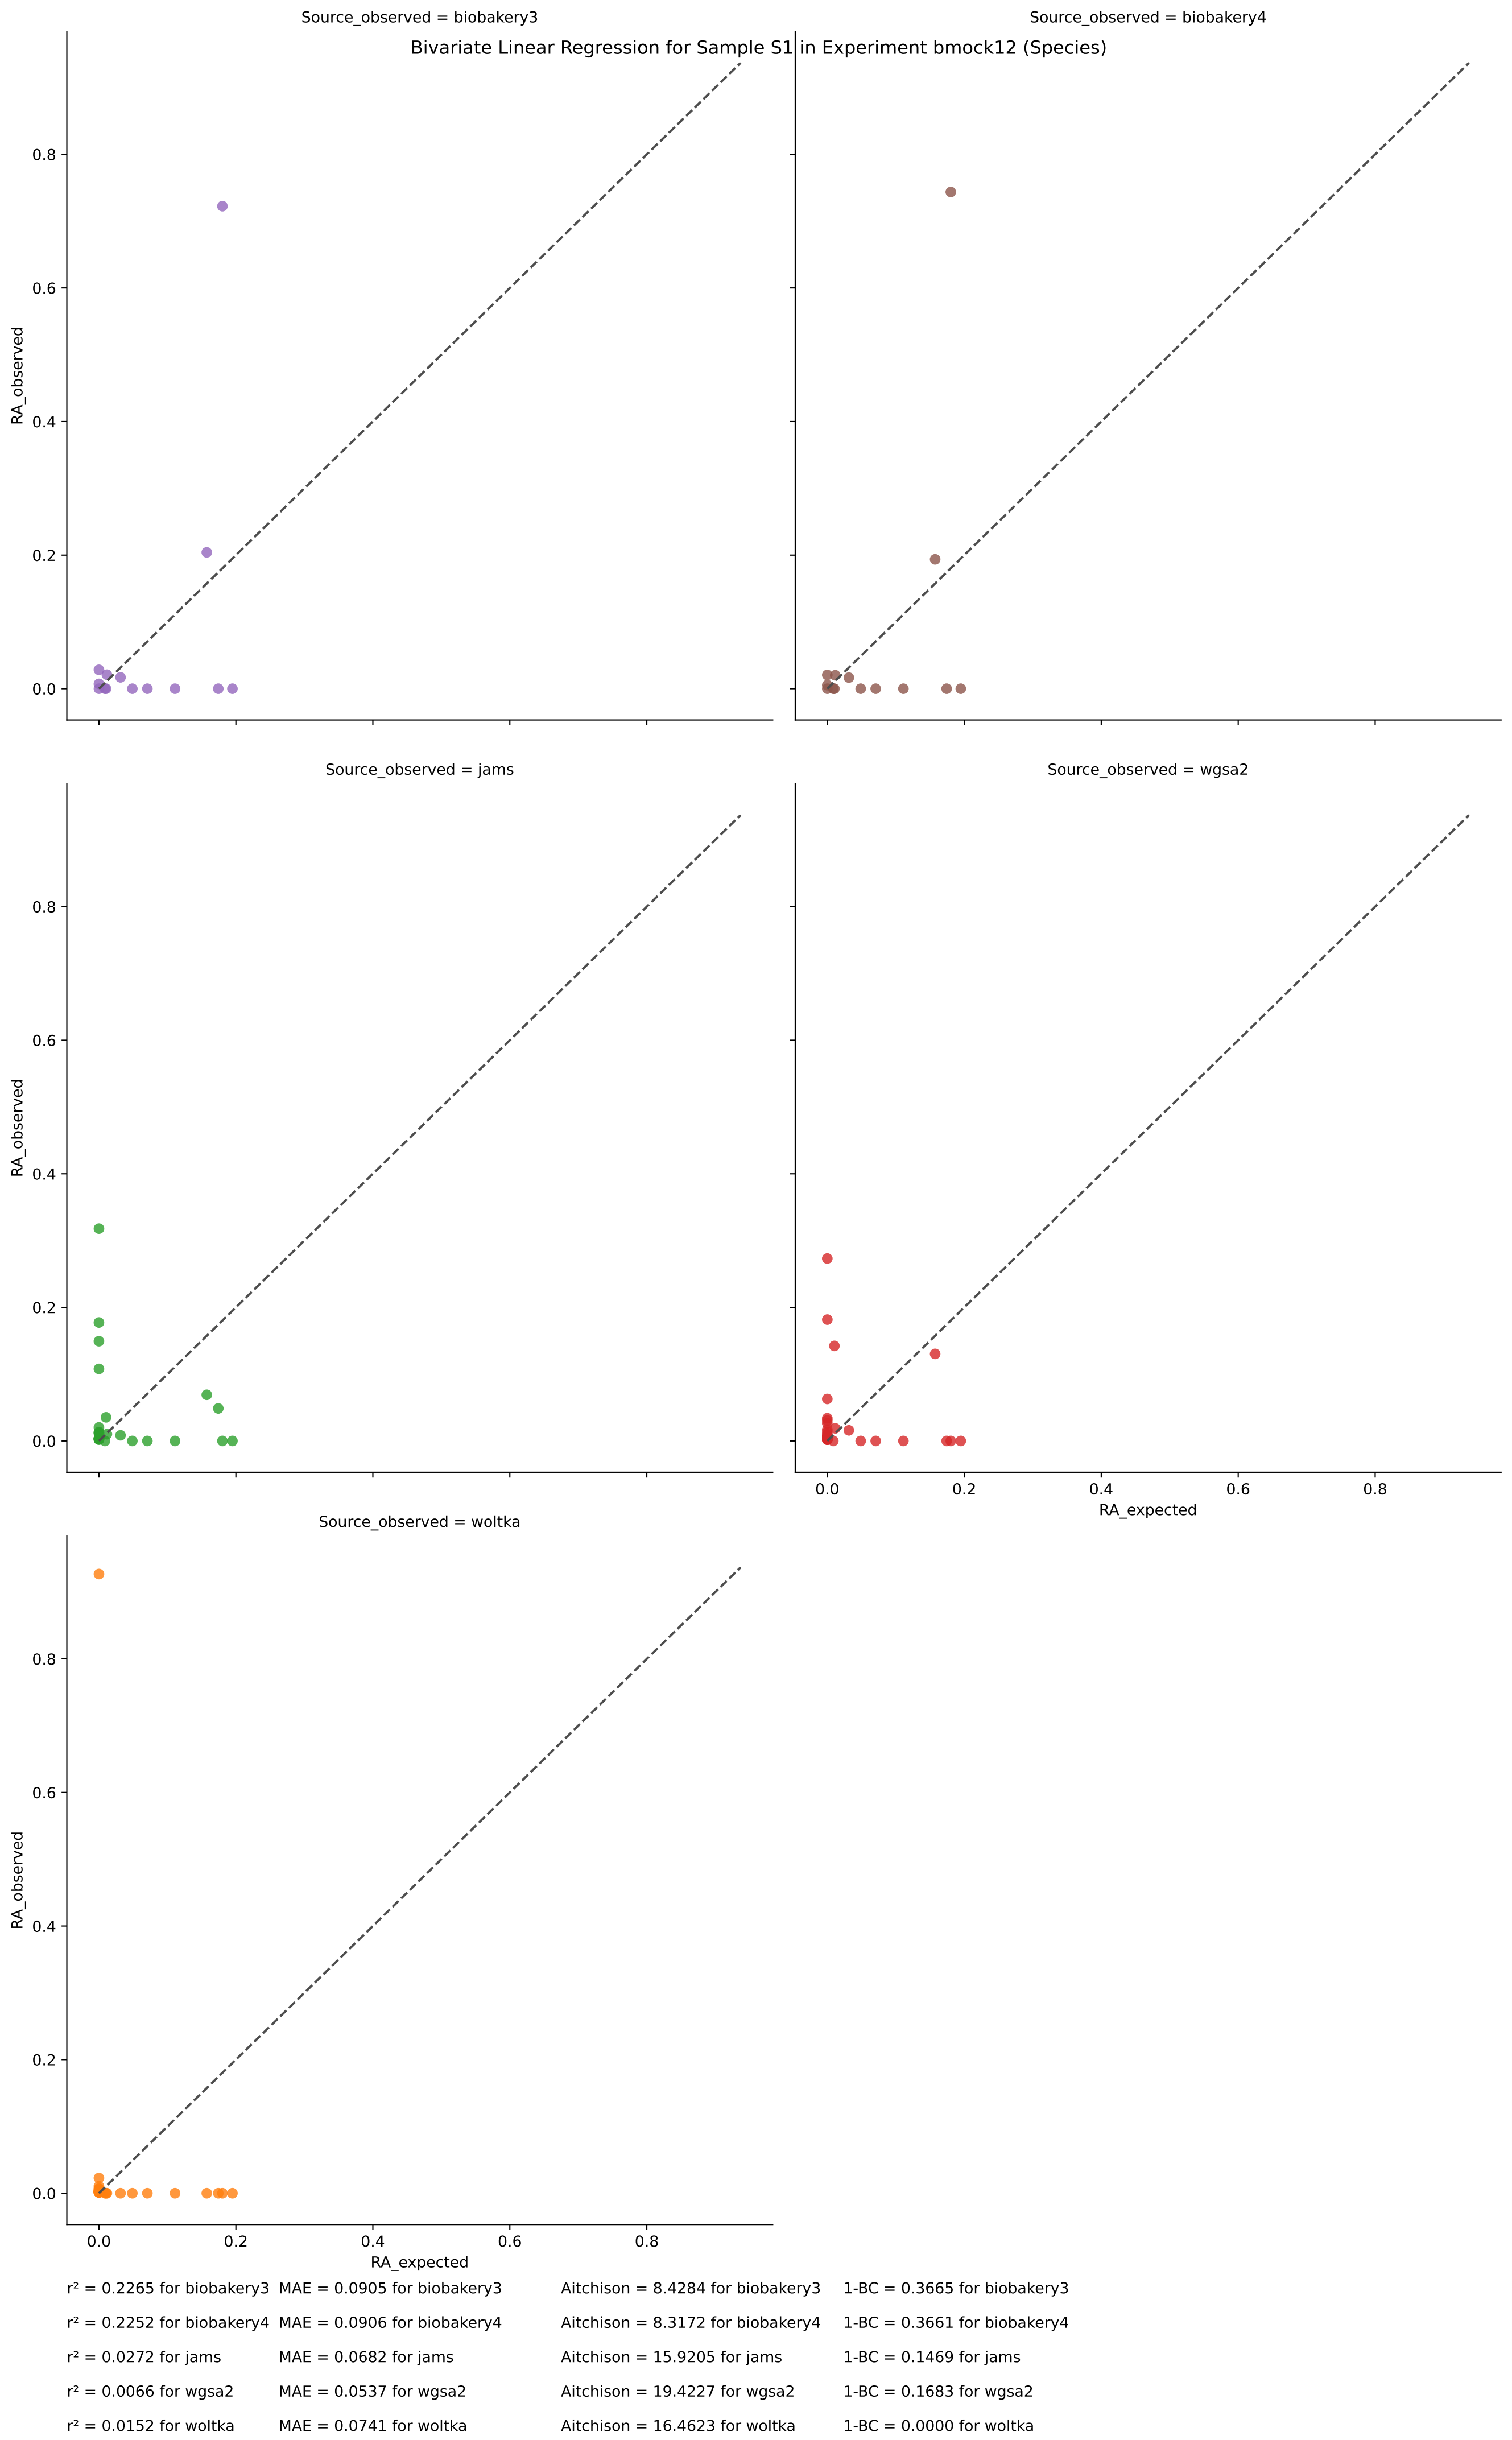 Source_observed = biobakery3
Source_observed = biobakery4
Bivariate Linear Regression for Sample S1 in Experiment bmock12 (Species)
RA_observed
0.8
0.6
0.4
0.2
0.0
Source_observed = jams
Source_observed = wgsa2
RA_observed
0.8
0.6
0.4
0.2
0.0
0.0 0.2 0.4 0.6 0.8
RA_expected
Source_observed = woltka
RA_observed
0.8
0.6
0.4
0.2
0.0
0.0 0.2 0.4 0.6 0.8
RA_expected
r² = 0.2265 for biobakery3 MAE = 0.0905 for biobakery3 Aitchison = 8.4284 for biobakery3 1-BC = 0.3665 for biobakery3
r² = 0.2252 for biobakery4 MAE = 0.0906 for biobakery4 Aitchison = 8.3172 for biobakery4 1-BC = 0.3661 for biobakery4
r² = 0.0272 for jams MAE = 0.0682 for jams Aitchison = 15.9205 for jams 1-BC = 0.1469 for jams
r² = 0.0066 for wgsa2 MAE = 0.0537 for wgsa2 Aitchison = 19.4227 for wgsa2 1-BC = 0.1683 for wgsa2
r² = 0.0152 for woltka MAE = 0.0741 for woltka Aitchison = 16.4623 for woltka 1-BC = 0.0000 for woltka